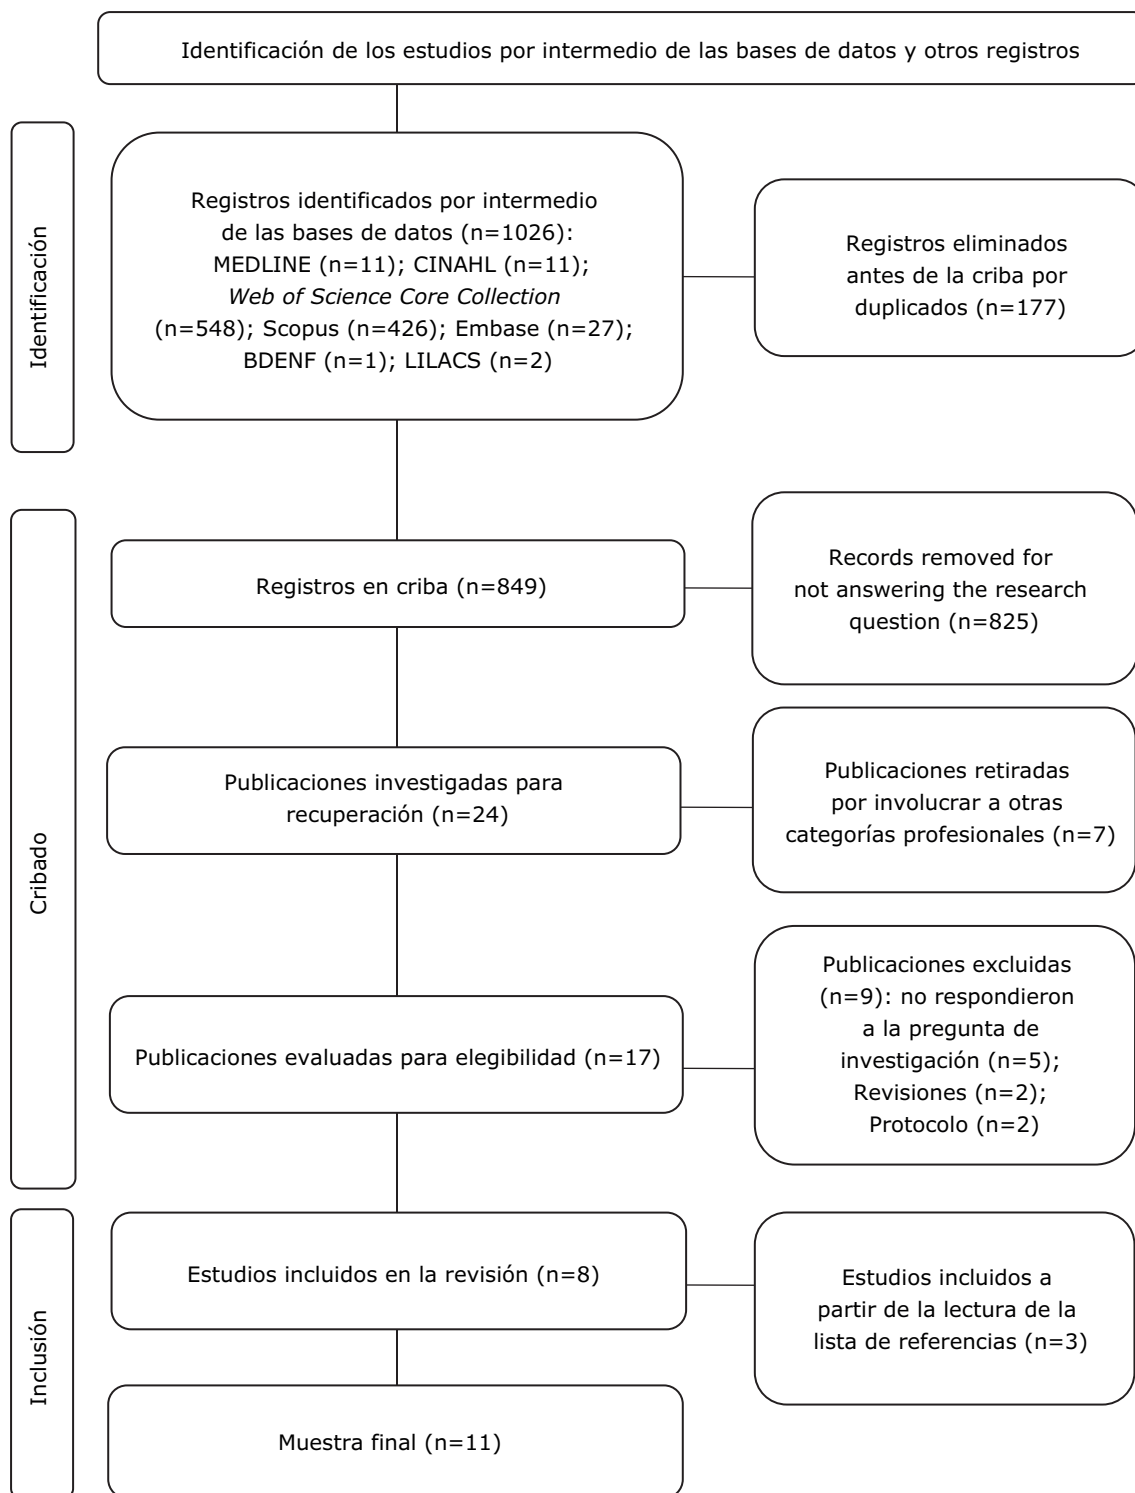 Identificación de los estudios por intermedio de las bases de datos y otros registros
Identificación
Registros identificados por intermedio
de las bases de datos (n=1026):
MEDLINE (n=11); CINAHL (n=11);
Web of Science Core Collection
(n=548); Scopus (n=426); Embase (n=27);
BDENF (n=1); LILACS (n=2)
Registros eliminados
antes de la criba por
duplicados (n=177)
Cribado
Registros en criba (n=849)
Records removed for
not answering the research
question (n=825)
Publicaciones investigadas para
recuperación (n=24)
Publicaciones retiradas
por involucrar a otras
categorías profesionales (n=7)
Publicaciones evaluadas para elegibilidad (n=17)
Publicaciones excluidas
(n=9): no respondieron
a la pregunta de
investigación (n=5);
Revisiones (n=2);
Protocolo (n=2)
Inclusión
Estudios incluidos en la revisión (n=8)
Estudios incluidos a
partir de la lectura de la
lista de referencias (n=3)
Muestra final (n=11)